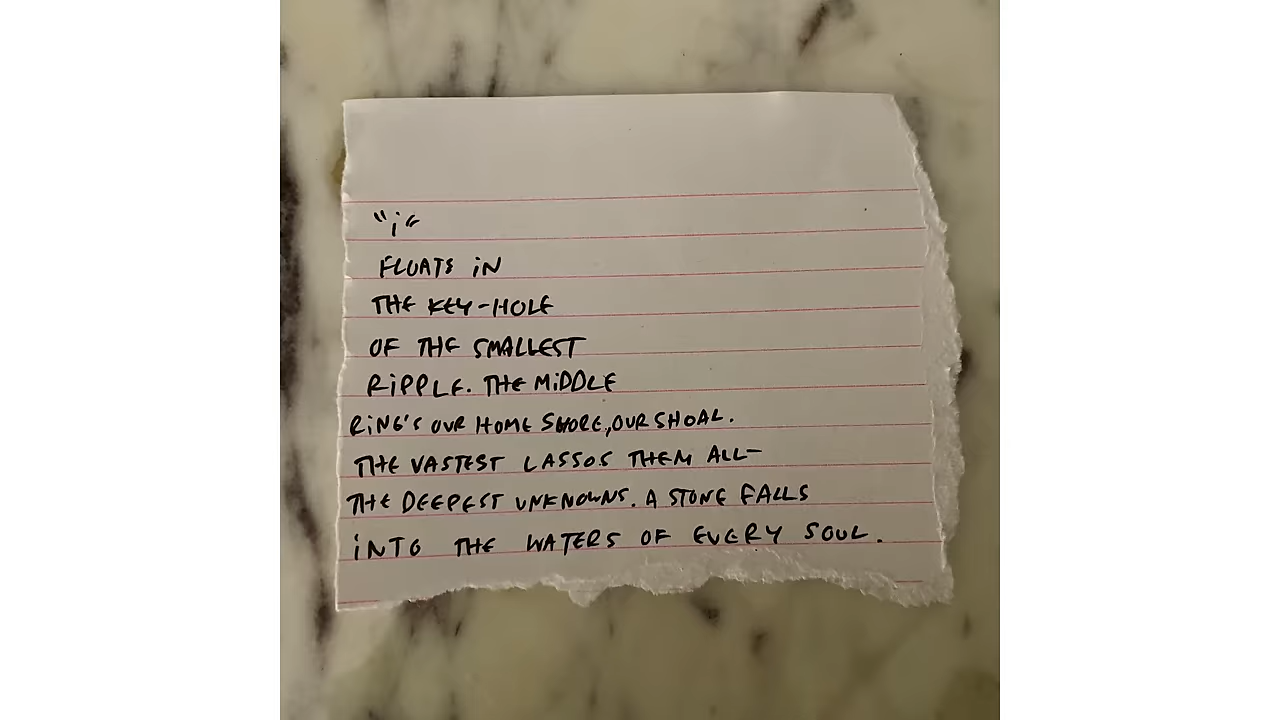 "i"
FLOATS iN
THE KEY-HOLE
OF THE SMALLEST
RiPPLE. THE MiDDLE
RiNG'S OUR HOME SHORE, OUR SHOAL.
THE VASTEST LASSOS THEM ALL—
THE DEEPEST UNKNOWNS. A STONE FALLS
iNTO THE WATERS OF EVERY SOUL.